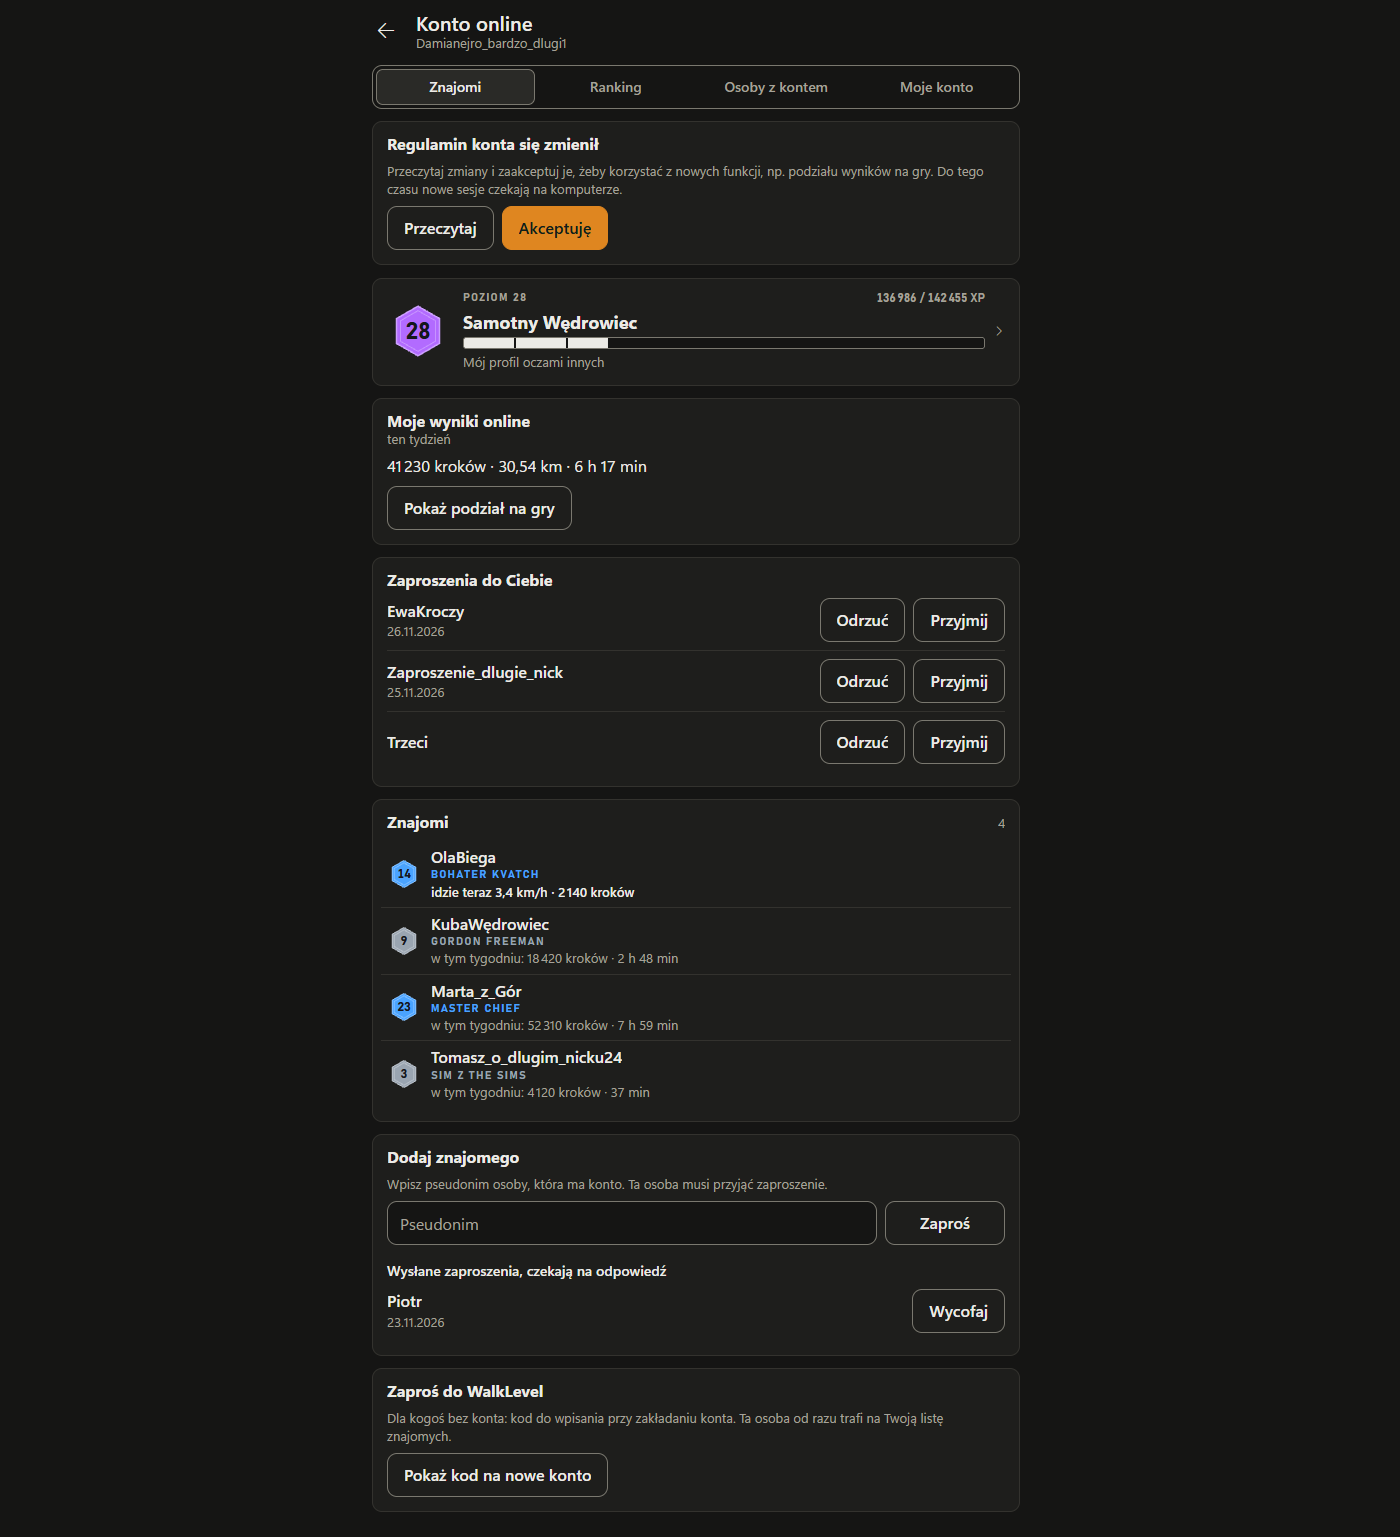 Konto online
Damianejro_bardzo_dlugi1
Znajomi Ranking Osoby z kontem Moje konto
Regulamin konta się zmienił
Przeczytaj zmiany i zaakceptuj je, żeby korzystać z nowych funkcji, np. podziału wyników na gry. Do tego
czasu nowe sesje czekają na komputerze.
Przeczytaj Akceptuję
POZIOM 28 136 986 / 142 455 XP
28
Samotny Wędrowiec
Mój profil oczami innych
Moje wyniki online
ten tydzień
41 230 kroków · 30,54 km · 6 h 17 min
Pokaż podział na gry
Zaproszenia do Ciebie
EwaKroczy
26.11.2026
Odrzuć Przyjmij
Zaproszenie_dlugie_nick
25.11.2026
Odrzuć Przyjmij
Trzeci Odrzuć Przyjmij
Znajomi 4
OlaBiega
14 BOHATER KVATCH
idzie teraz 3,4 km/h · 2140 kroków
KubaWędrowiec
9 GORDON FREEMAN
w tym tygodniu: 18 420 kroków · 2 h 48 min
Marta_z_Gór
23 MASTER CHIEF
w tym tygodniu: 52 310 kroków · 7 h 59 min
Tomasz_o_dlugim_nicku24
3 SIM Z THE SIMS
w tym tygodniu: 4120 kroków · 37 min
Dodaj znajomego
Wpisz pseudonim osoby, która ma konto. Ta osoba musi przyjąć zaproszenie.
Pseudonim Zaproś
Wysłane zaproszenia, czekają na odpowiedź
Piotr
23.11.2026
Wycofaj
Zaproś do WalkLevel
Dla kogoś bez konta: kod do wpisania przy zakładaniu konta. Ta osoba od razu trafi na Twoją listę
znajomych.
Pokaż kod na nowe konto